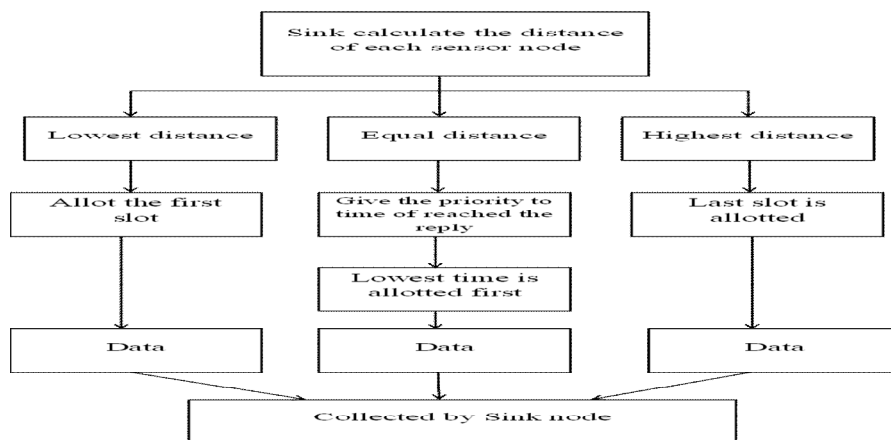 Sink calculate the distance
of each sensor node
Lowest distance
Equal distance
Highest distance
Allot the first
slot
Give the priority to
time of reached the
reply
Last slot is
allotted
Lowest time is
allotted first
Data
Data
Data
Collected by Sink node